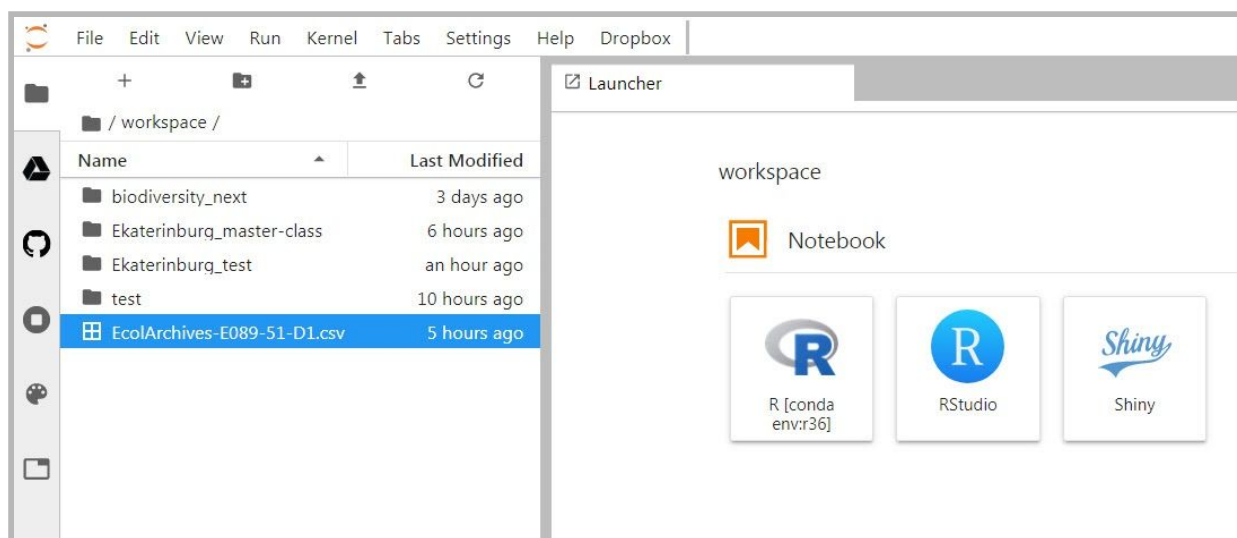 File Edit View Run Kernel Tabs Settings Help Dropbox
Launcher
/ workspace /
Name Last Modified
biodiversity_next 3 days ago
Ekaterinburg_master-class 6 hours ago
Ekaterinburg_test an hour ago
test 10 hours ago
EcolArchives-E089-51-D1.csv 5 hours ago
workspace
Notebook
R
R [conda
env:r36]
R
RStudio
Shiny
Shiny